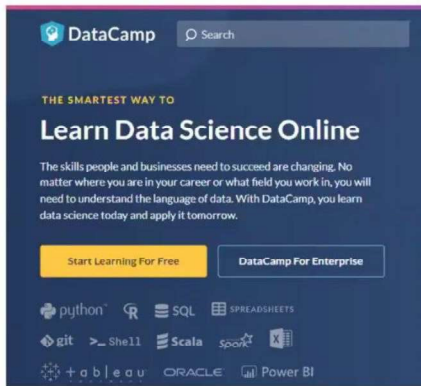 DataCamp
Search
THE SMARTEST WAY TO
Learn Data Science Online
The skills people and businesses need to succeed are changing. No
matter where you are in your career or what field you work in, you will
need to understand the language of data. With DataCamp, you learn
data science today and apply it tomorrow.
Start Learning For Free
DataCamp For Enterprise
python R SQL SPREADSHEETS
git >_ Shell Scala Spark X
+ a b l e a u ORACLE Power BI